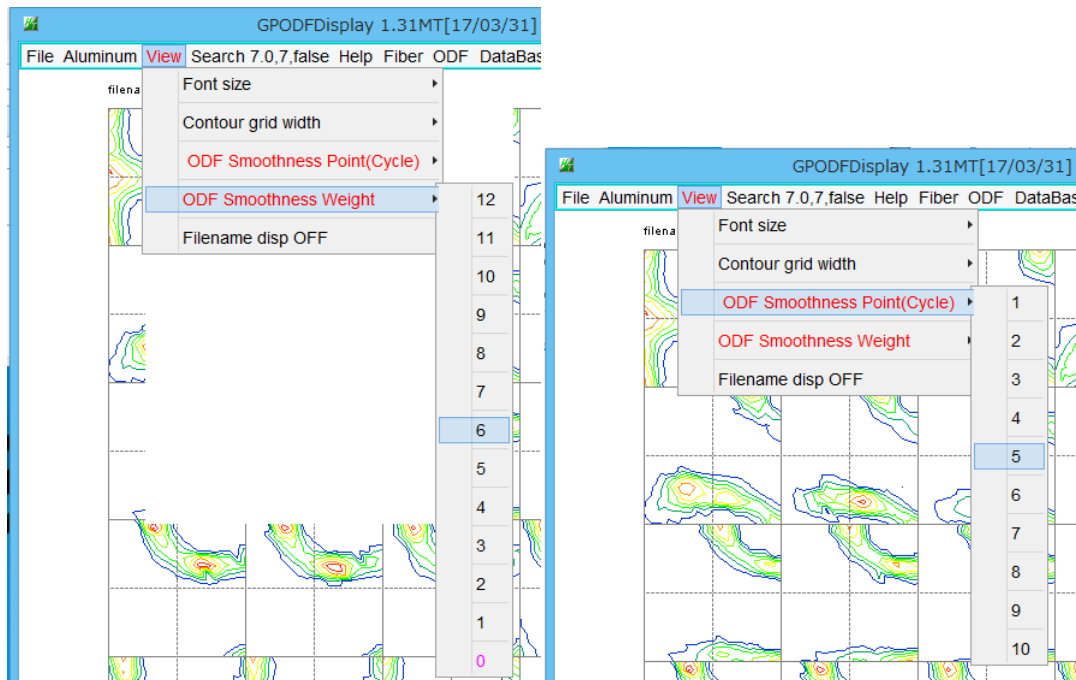 GPODFDisplay 1.31MT[17/03/31]
File Aluminum View Search 7.0,7,false Help Fiber ODF DataBas
filena
Font size
Contour grid width
ODF Smoothness Point(Cycle)
ODF Smoothness Weight
Filename disp OFF
12
11
10
9
8
7
6
5
4
3
2
1
0
GPODFDisplay 1.31MT[17/03/31]
File Aluminum View Search 7.0,7,false Help Fiber ODF DataBas
filena
Font size
Contour grid width
ODF Smoothness Point(Cycle)
ODF Smoothness Weight
Filename disp OFF
1
2
3
4
5
6
7
8
9
10